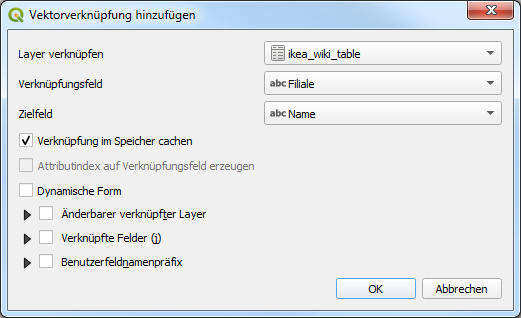 Vektorverknüpfung hinzufügen
Layer verknüpfen ikea_wiki_table
Verknüpfungsfeld abc Filiale
Zielfeld abc Name
Verknüpfung im Speicher cachen
Attributindex auf Verknüpfungsfeld erzeugen
Dynamische Form
Änderbarer verknüpfter Layer
Verknüpfte Felder (j)
Benutzerfeldnamenpräfix
OK Abbrechen